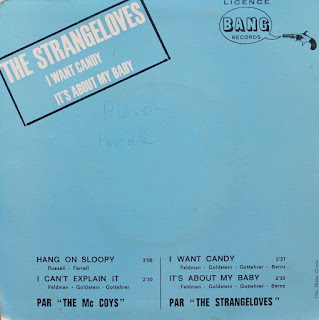 LICENCE
BANG
RECORDS
THE STRANGELOVES
I WANT CANDY
IT'S ABOUT MY BABY
HANG ON SLOOPY 2'08
Russell - Farrell
I CAN'T EXPLAIN IT 2'30
Feldman - Goldstein - Gottehrer
PAR "THE Mc COYS"
I WANT CANDY 2'27
Feldman - Goldstein - Gottehrer - Berns
IT'S ABOUT MY BABY 2'30
Feldman - Goldstein - Gottehrer - Berns
PAR "THE STRANGELOVES"